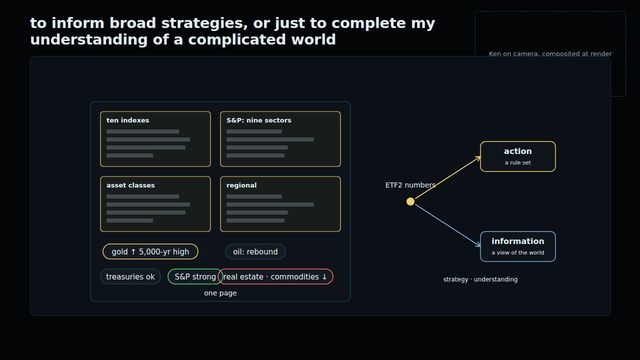 to inform broad strategies, or just to complete my
understanding of a complicated world
Ken on camera, composited at render
ten indexes
S&P: nine sectors
asset classes
regional
gold ↑ 5,000-yr high
oil: rebound
treasuries ok
S&P strong
real estate · commodities ↓
one page
ETF2 numbers
action
a rule set
information
a view of the world
strategy · understanding